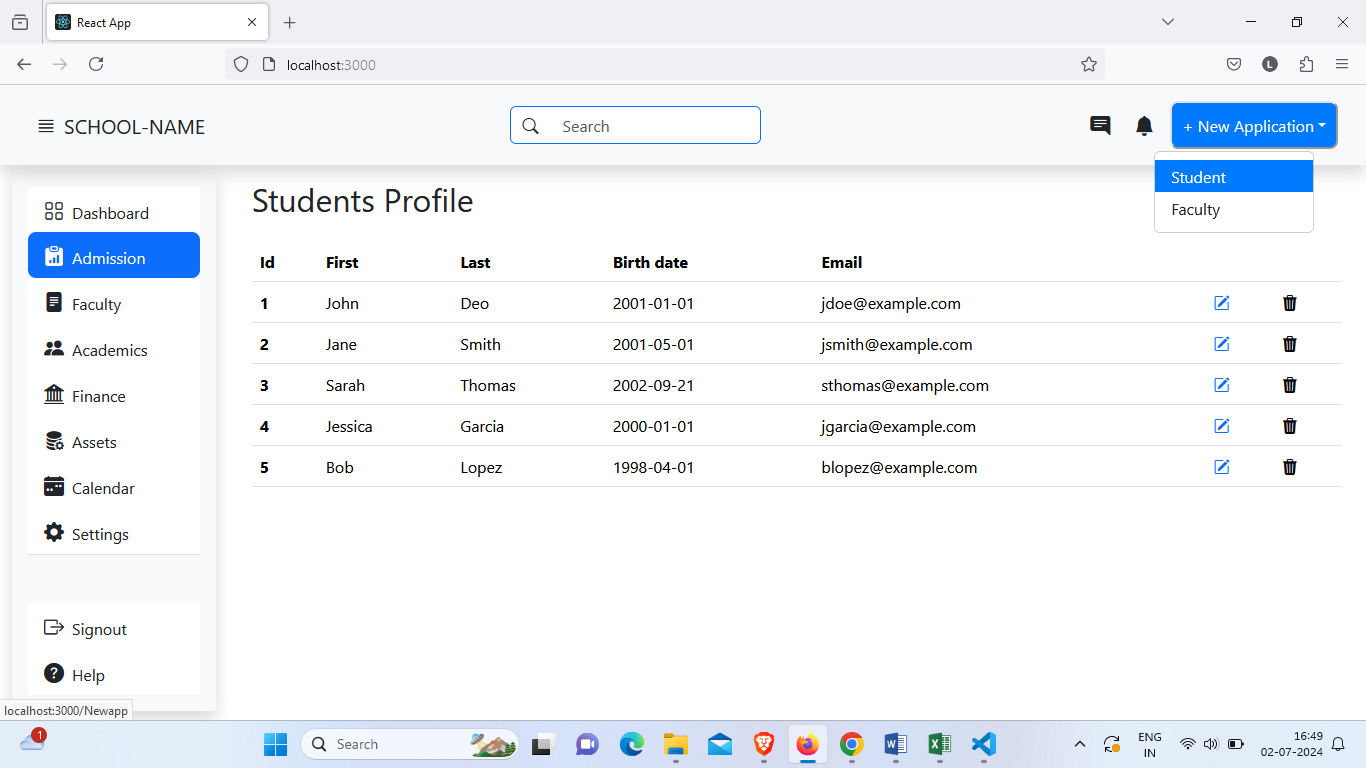 React App
localhost:3000
L
SCHOOL-NAME
Search
+ New Application
Student
Faculty
Dashboard
Admission
Faculty
Academics
Finance
Assets
Calendar
Settings
Signout
Help
Students Profile
Id First Last Birth date Email
1 John Deo 2001-01-01 jdoe@example.com
2 Jane Smith 2001-05-01 jsmith@example.com
3 Sarah Thomas 2002-09-21 sthomas@example.com
4 Jessica Garcia 2000-01-01 jgarcia@example.com
5 Bob Lopez 1998-04-01 blopez@example.com
localhost:3000/Newapp
1
Search
ENG
IN
16:49
02-07-2024